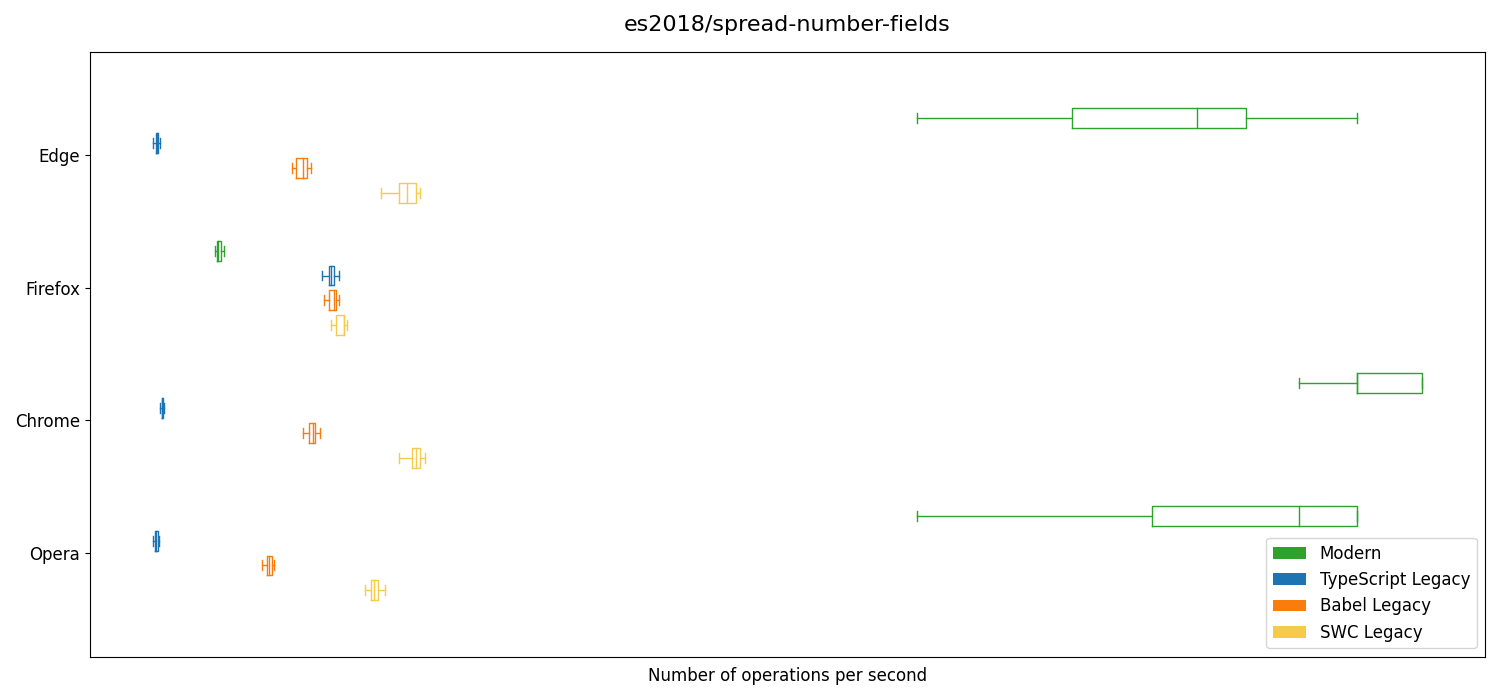 es2018/spread-number-fields
Edge
Firefox
Chrome
Opera
Modern
TypeScript Legacy
Babel Legacy
SWC Legacy
Number of operations per second